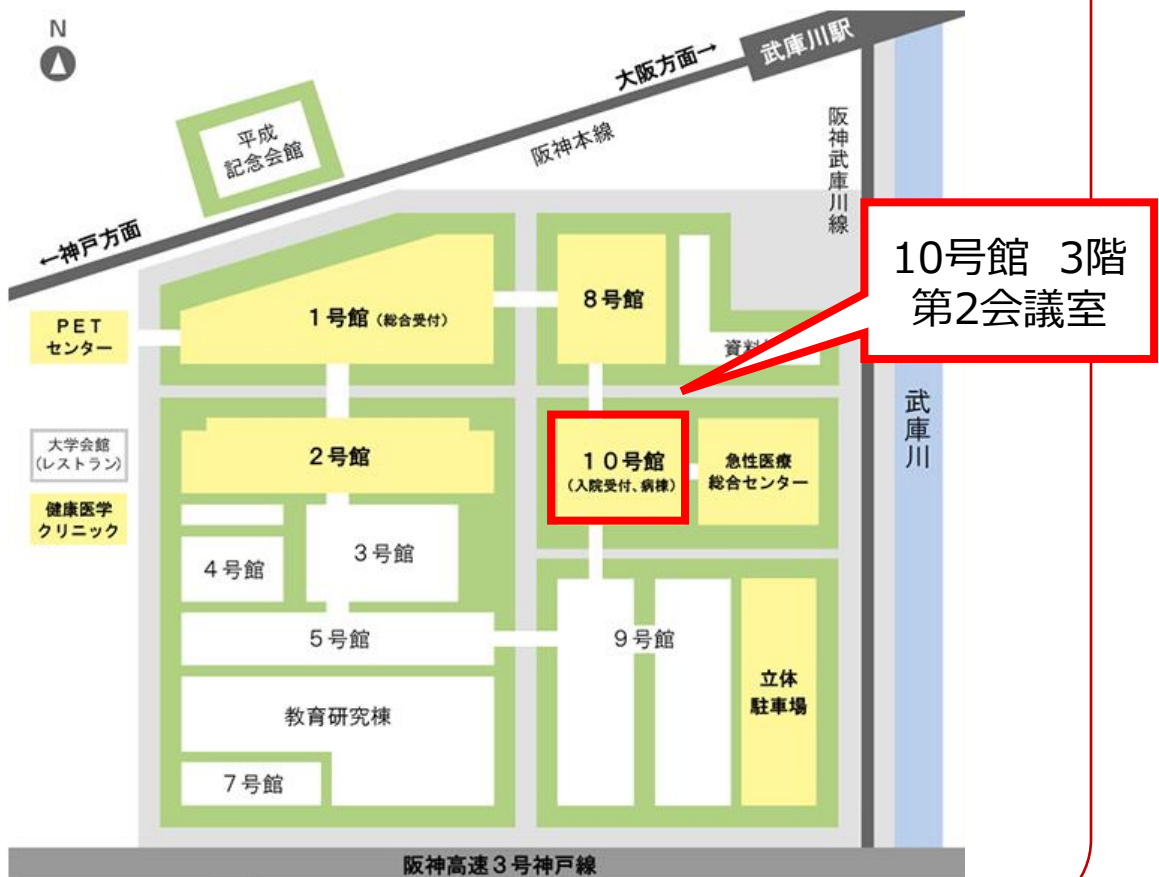 N
武庫川駅
大阪方面→
阪神本線
阪神武庫川線
平成
記念会館
←神戸方面
10号館 3階
第2会議室
1号館（総合受付）
8号館
PET
センター
資料
武庫川
大学会館
(レストラン)
2号館
10号館
（入院受付、病棟）
急性医療
総合センター
健康医学
クリニック
4号館
3号館
5号館
9号館
立体
駐車場
教育研究棟
7号館
阪神高速3号神戸線